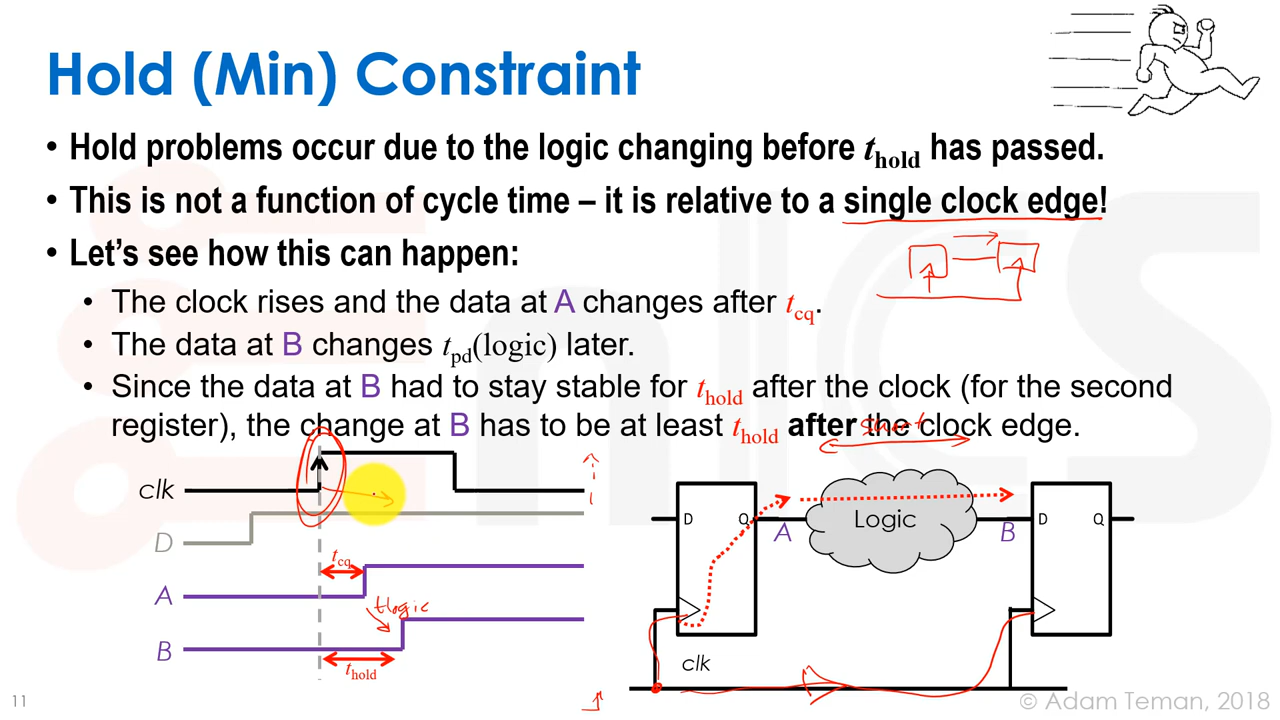 Hold (Min) Constraint
• Hold problems occur due to the logic changing before thold has passed.
• This is not a function of cycle time – it is relative to a single clock edge!
• Let's see how this can happen:
• The clock rises and the data at A changes after tcq.
• The data at B changes tpd(logic) later.
• Since the data at B had to stay stable for thold after the clock (for the second
register), the change at B has to be at least thold after the clock edge.
clk
D
tcq
A
tlogic
B
thold
D Q
A
Logic
B
D Q
clk
11
© Adam Teman, 2018